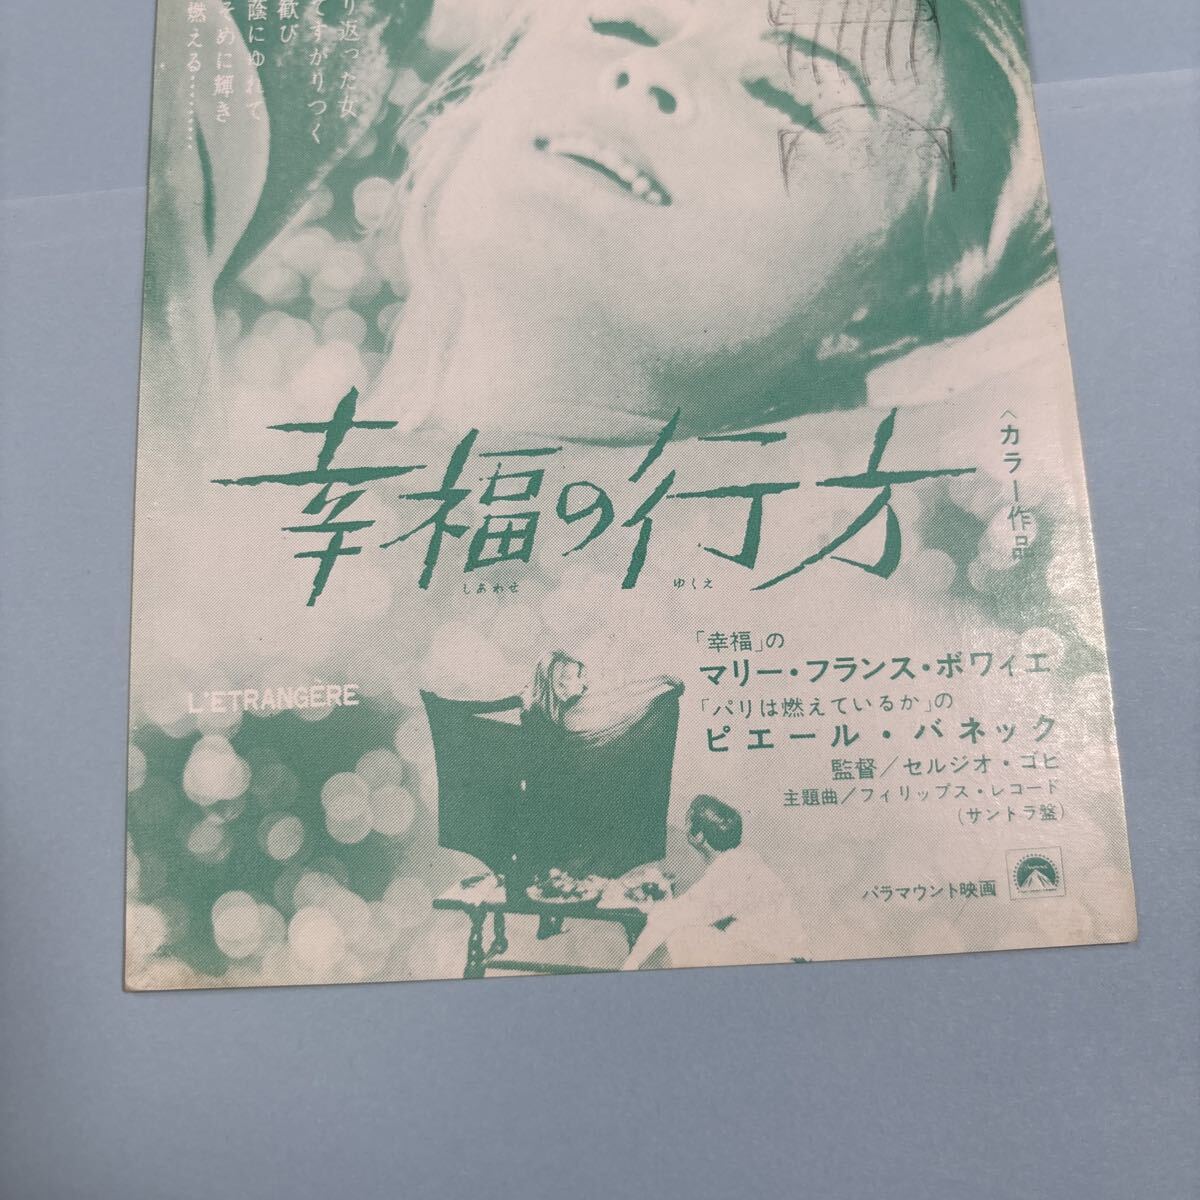 り返った女
ですがりつく
歓び
蔭にゆれて
そめに輝き
燃える………
〈カラー作品
幸福の行方
しあわせ ゆくえ
L'ETRANGÈRE
「幸福」の
マリー・フランス・ボワイエ
「パリは燃えているか」の
ピエール・バネック
監督/セルジオ・ゴヒ
主題曲/フィリップス・レコード
(サントラ盤)
パラマウント映画